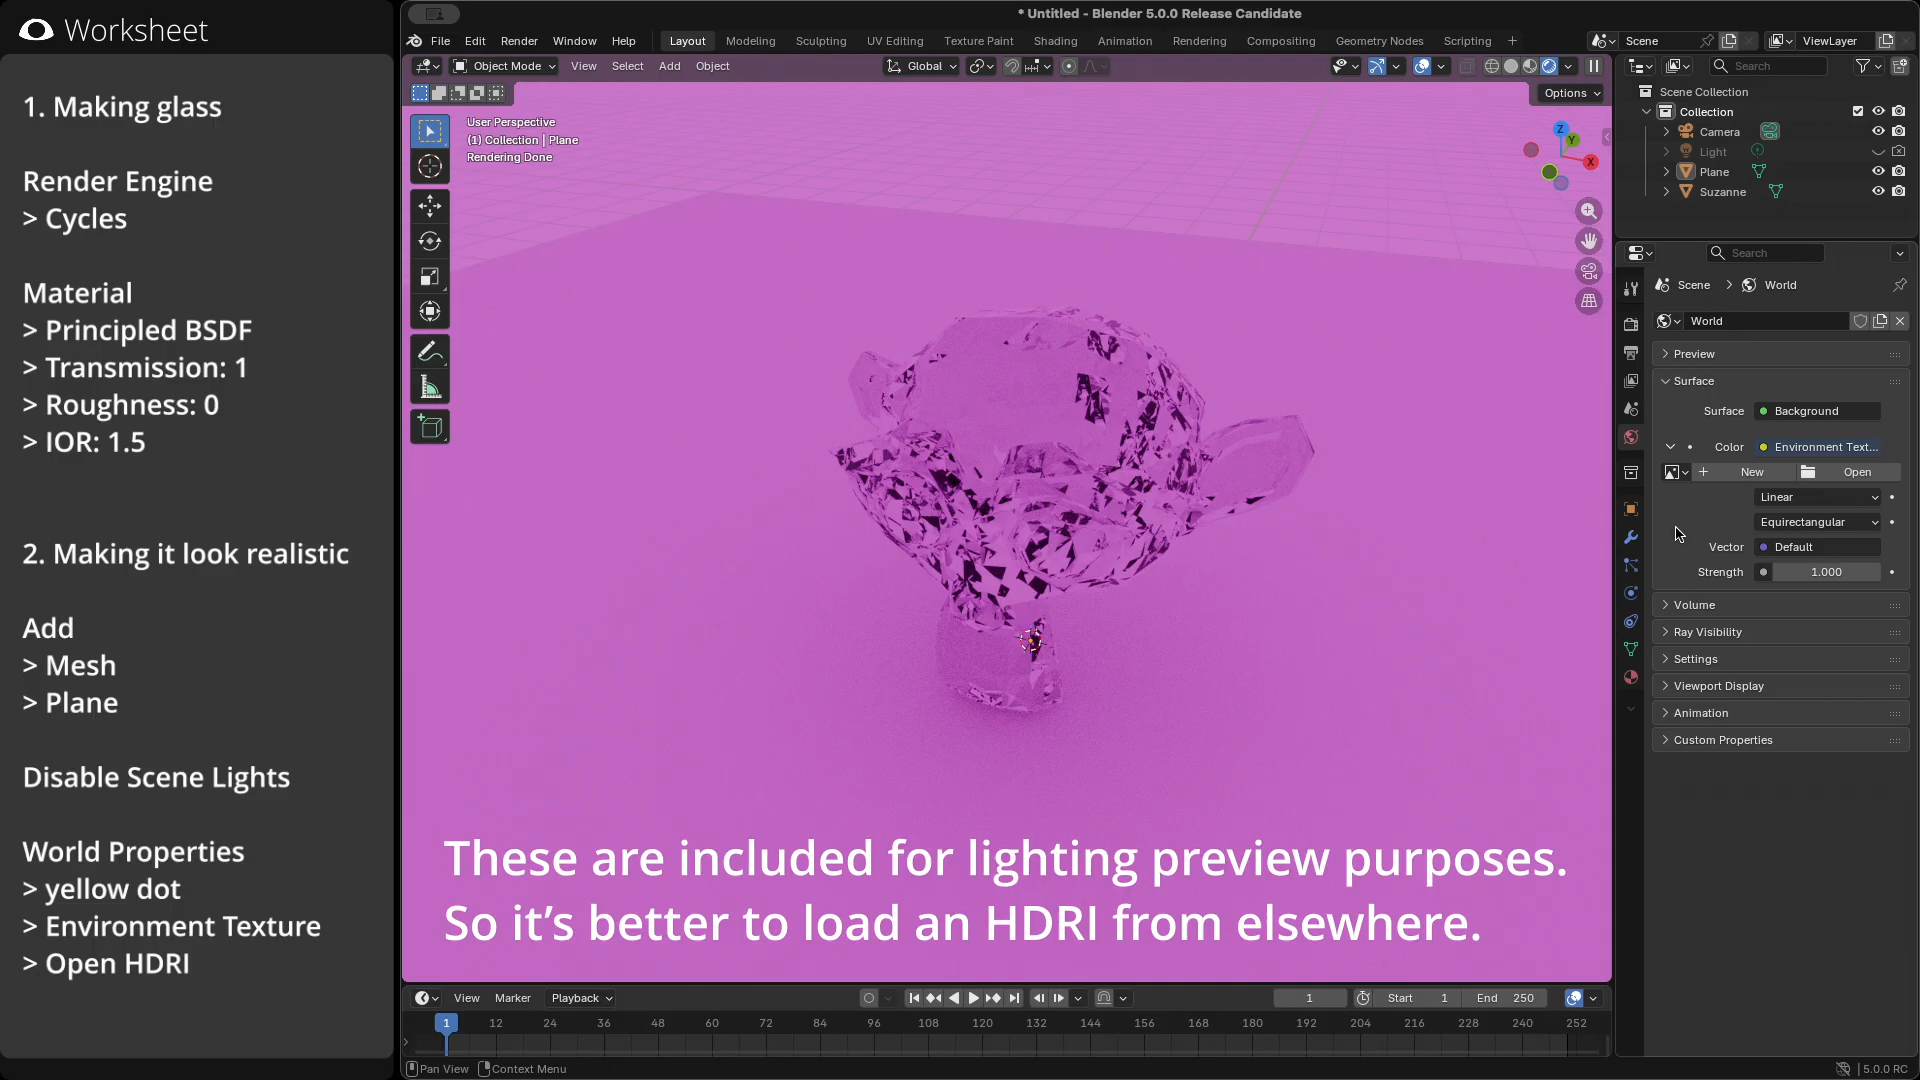 Worksheet
1. Making glass
Render Engine
> Cycles
Material
> Principled BSDF
> Transmission: 1
> Roughness: 0
> IOR: 1.5
2. Making it look realistic
Add
> Mesh
> Plane
Disable Scene Lights
World Properties
> yellow dot
> Environment Texture
> Open HDRI
* Untitled - Blender 5.0.0 Release Candidate
File Edit Render Window Help Layout Modeling Sculpting UV Editing Texture Paint Shading Animation Rendering Compositing Geometry Nodes Scripting + Scene ViewLayer
Object Mode View Select Add Object Global
Options
User Perspective
(1) Collection | Plane
Rendering Done
Z
Y
X
These are included for lighting preview purposes.
So it’s better to load an HDRI from elsewhere.
Search
Scene Collection
Collection
Camera
Light
Plane
Suzanne
Search
Scene > World
World
Preview
Surface
Surface Background
Color Environment Text...
New Open
Linear
Equirectangular
Vector Default
Strength 1.000
Volume
Ray Visibility
Settings
Viewport Display
Animation
Custom Properties
View Marker Playback 1 Start 1 End 250
1 12 24 36 48 60 72 84 96 108 120 132 144 156 168 180 192 204 216 228 240 252
Pan View Context Menu 5.0.0 RC